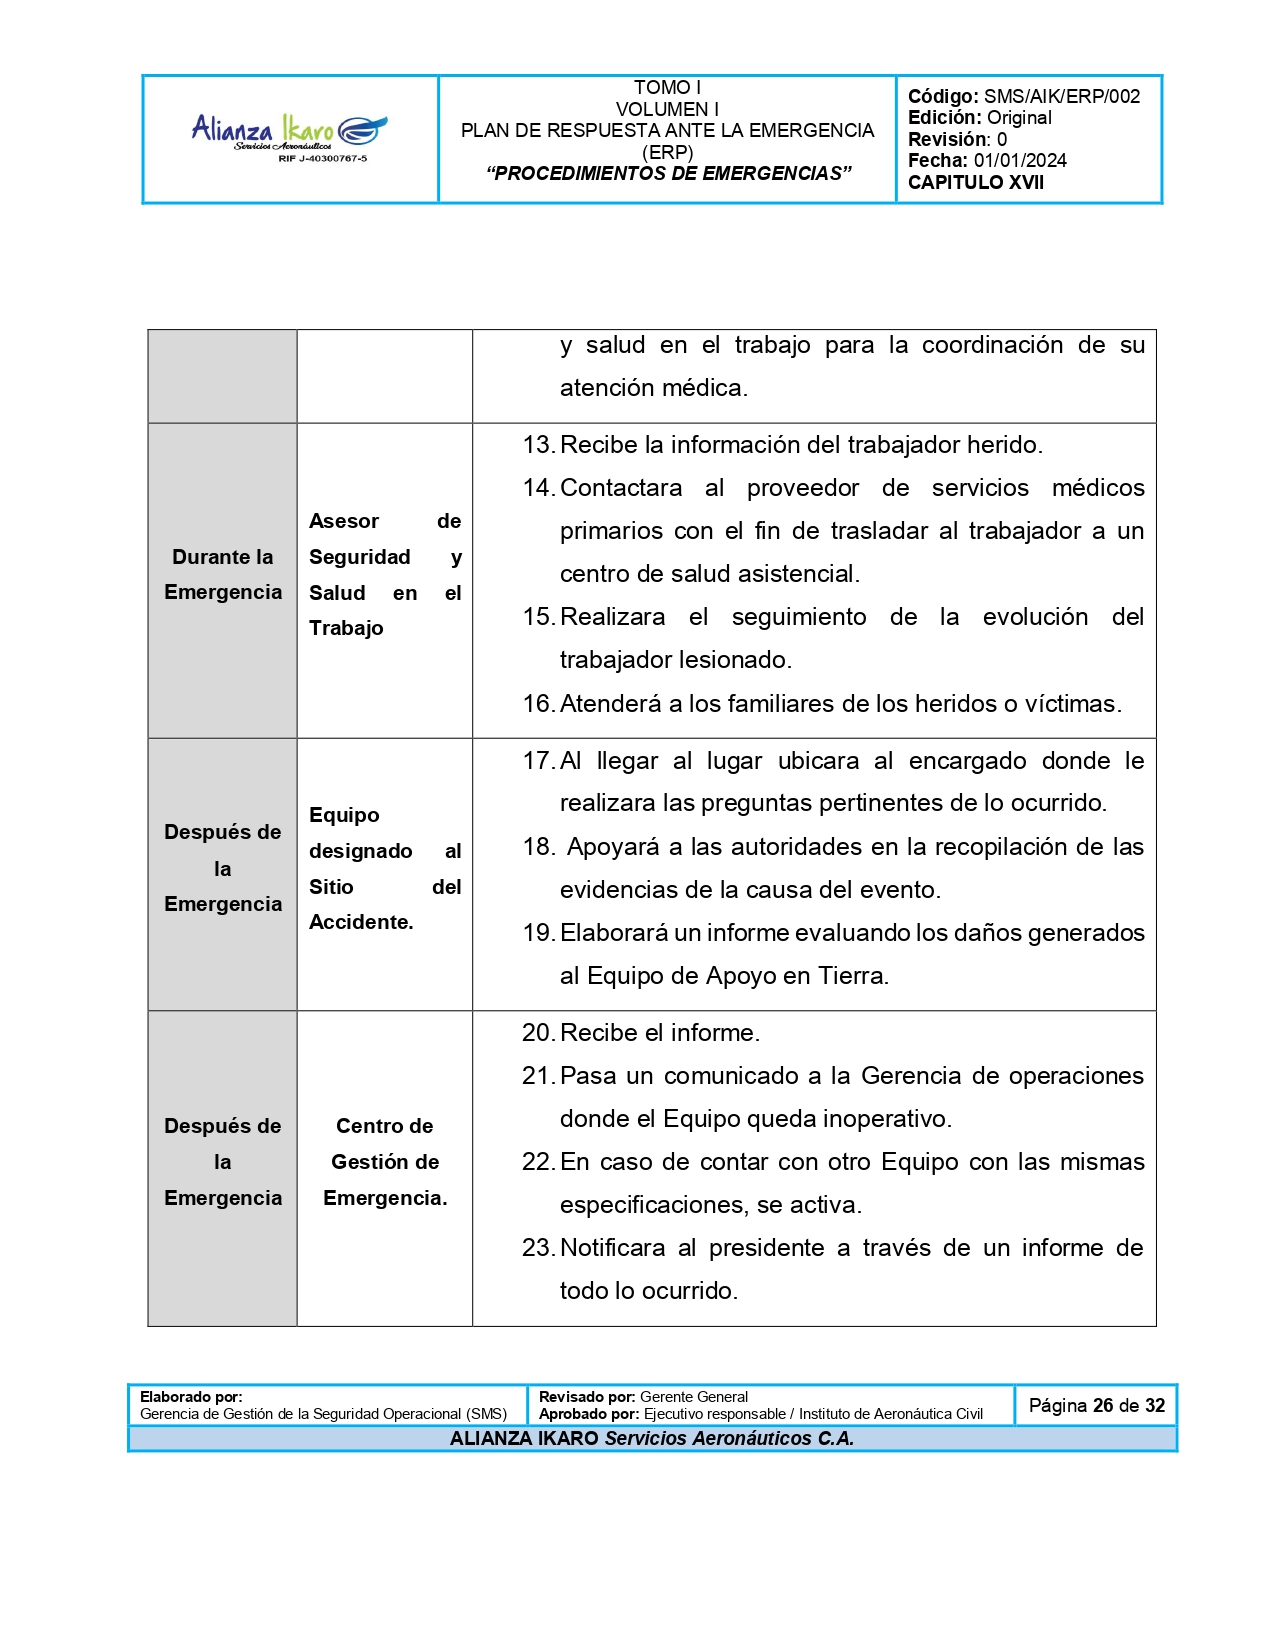 Alianza Ikaro
Servicios Aeronáuticos
RIF J-40300767-5
TOMO I
VOLUMEN I
PLAN DE RESPUESTA ANTE LA EMERGENCIA
(ERP)
“PROCEDIMIENTOS DE EMERGENCIAS”
Código: SMS/AIK/ERP/002
Edición: Original
Revisión: 0
Fecha: 01/01/2024
CAPITULO XVII
y salud en el trabajo para la coordinación de su
atención médica.
Durante la
Emergencia
Asesor de
Seguridad y
Salud en el
Trabajo
13. Recibe la información del trabajador herido.
14. Contactara al proveedor de servicios médicos
primarios con el fin de trasladar al trabajador a un
centro de salud asistencial.
15. Realizara el seguimiento de la evolución del
trabajador lesionado.
16. Atenderá a los familiares de los heridos o víctimas.
Después de
la
Emergencia
Equipo
designado al
Sitio del
Accidente.
17. Al llegar al lugar ubicara al encargado donde le
realizara las preguntas pertinentes de lo ocurrido.
18. Apoyará a las autoridades en la recopilación de las
evidencias de la causa del evento.
19. Elaborará un informe evaluando los daños generados
al Equipo de Apoyo en Tierra.
Después de
la
Emergencia
Centro de
Gestión de
Emergencia.
20. Recibe el informe.
21. Pasa un comunicado a la Gerencia de operaciones
donde el Equipo queda inoperativo.
22. En caso de contar con otro Equipo con las mismas
especificaciones, se activa.
23. Notificara al presidente a través de un informe de
todo lo ocurrido.
Elaborado por:
Gerencia de Gestión de la Seguridad Operacional (SMS)
Revisado por: Gerente General
Aprobado por: Ejecutivo responsable / Instituto de Aeronáutica Civil
Página 26 de 32
ALIANZA IKARO Servicios Aeronáuticos C.A.